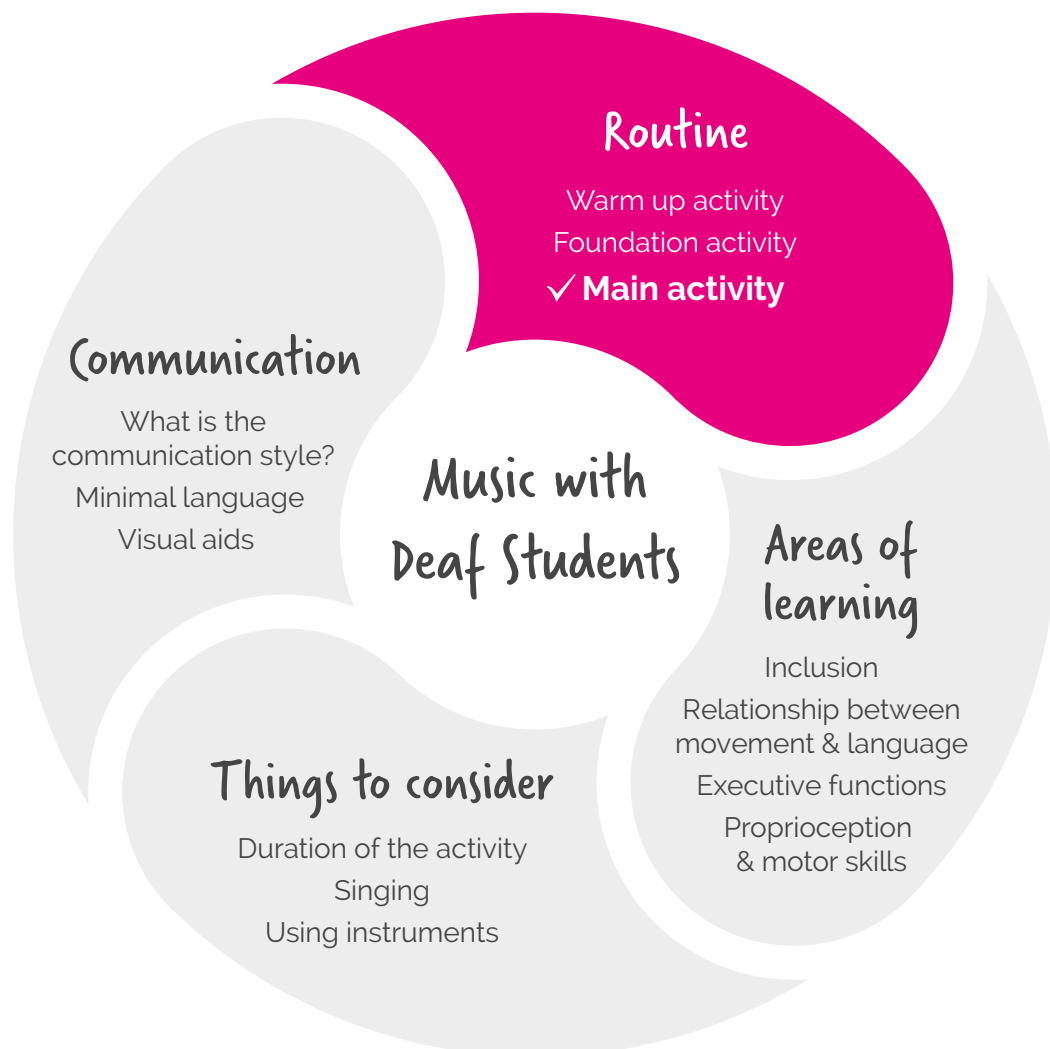 Routine
Warm up activity
Foundation activity
✓ Main activity
Communication
What is the
communication style?
Minimal language
Visual aids
Music with
Deaf Students
Areas of
learning
Inclusion
Relationship between
movement & language
Executive functions
Proprioception
& motor skills
Things to consider
Duration of the activity
Singing
Using instruments